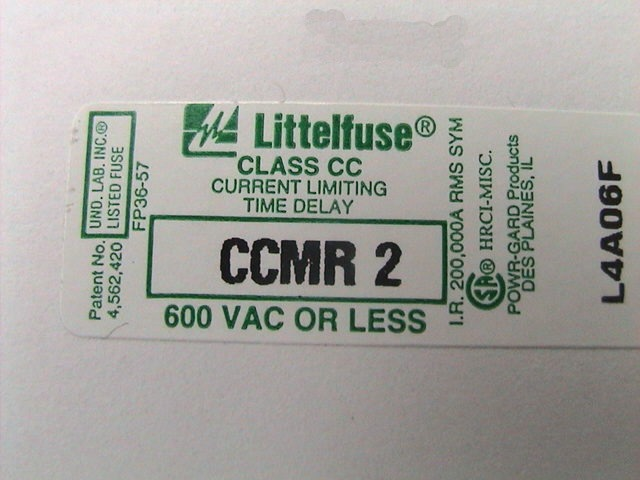 UND. LAB. INC.®
LISTED FUSE
Patent No.
4,562,420
FP36-57
Littelfuse®
CLASS CC
CURRENT LIMITING
TIME DELAY
CCMR 2
600 VAC OR LESS
I.R. 200,000A RMS SYM
SA® HRCI-MISC.
POWR-GARD Products
DES PLAINES, IL
L4A06F